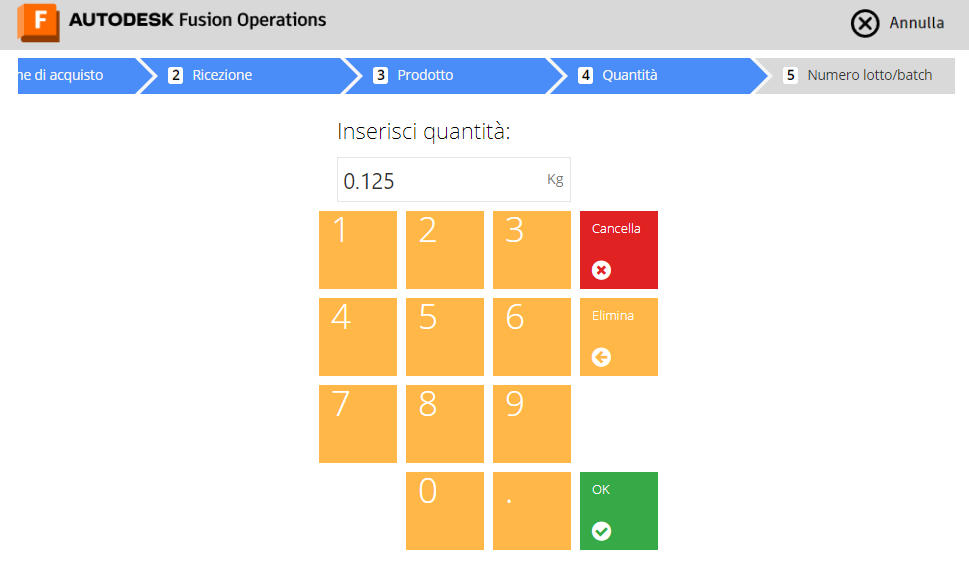 F AUTODESK Fusion Operations
Annulla
ne di acquisto
2 Ricezione
3 Prodotto
4 Quantità
5 Numero lotto/batch
Inserisci quantità:
0.125 Kg
1 2 3 Cancella
4 5 6 Elimina
7 8 9
0 . OK